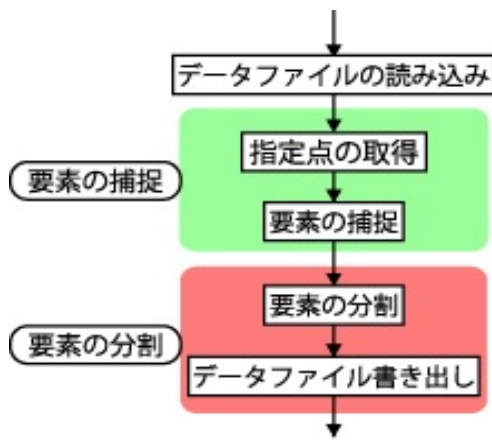 データファイルの読み込み
指定点の取得
要素の捕捉
要素の捕捉
要素の分割
要素の分割
データファイル書き出し